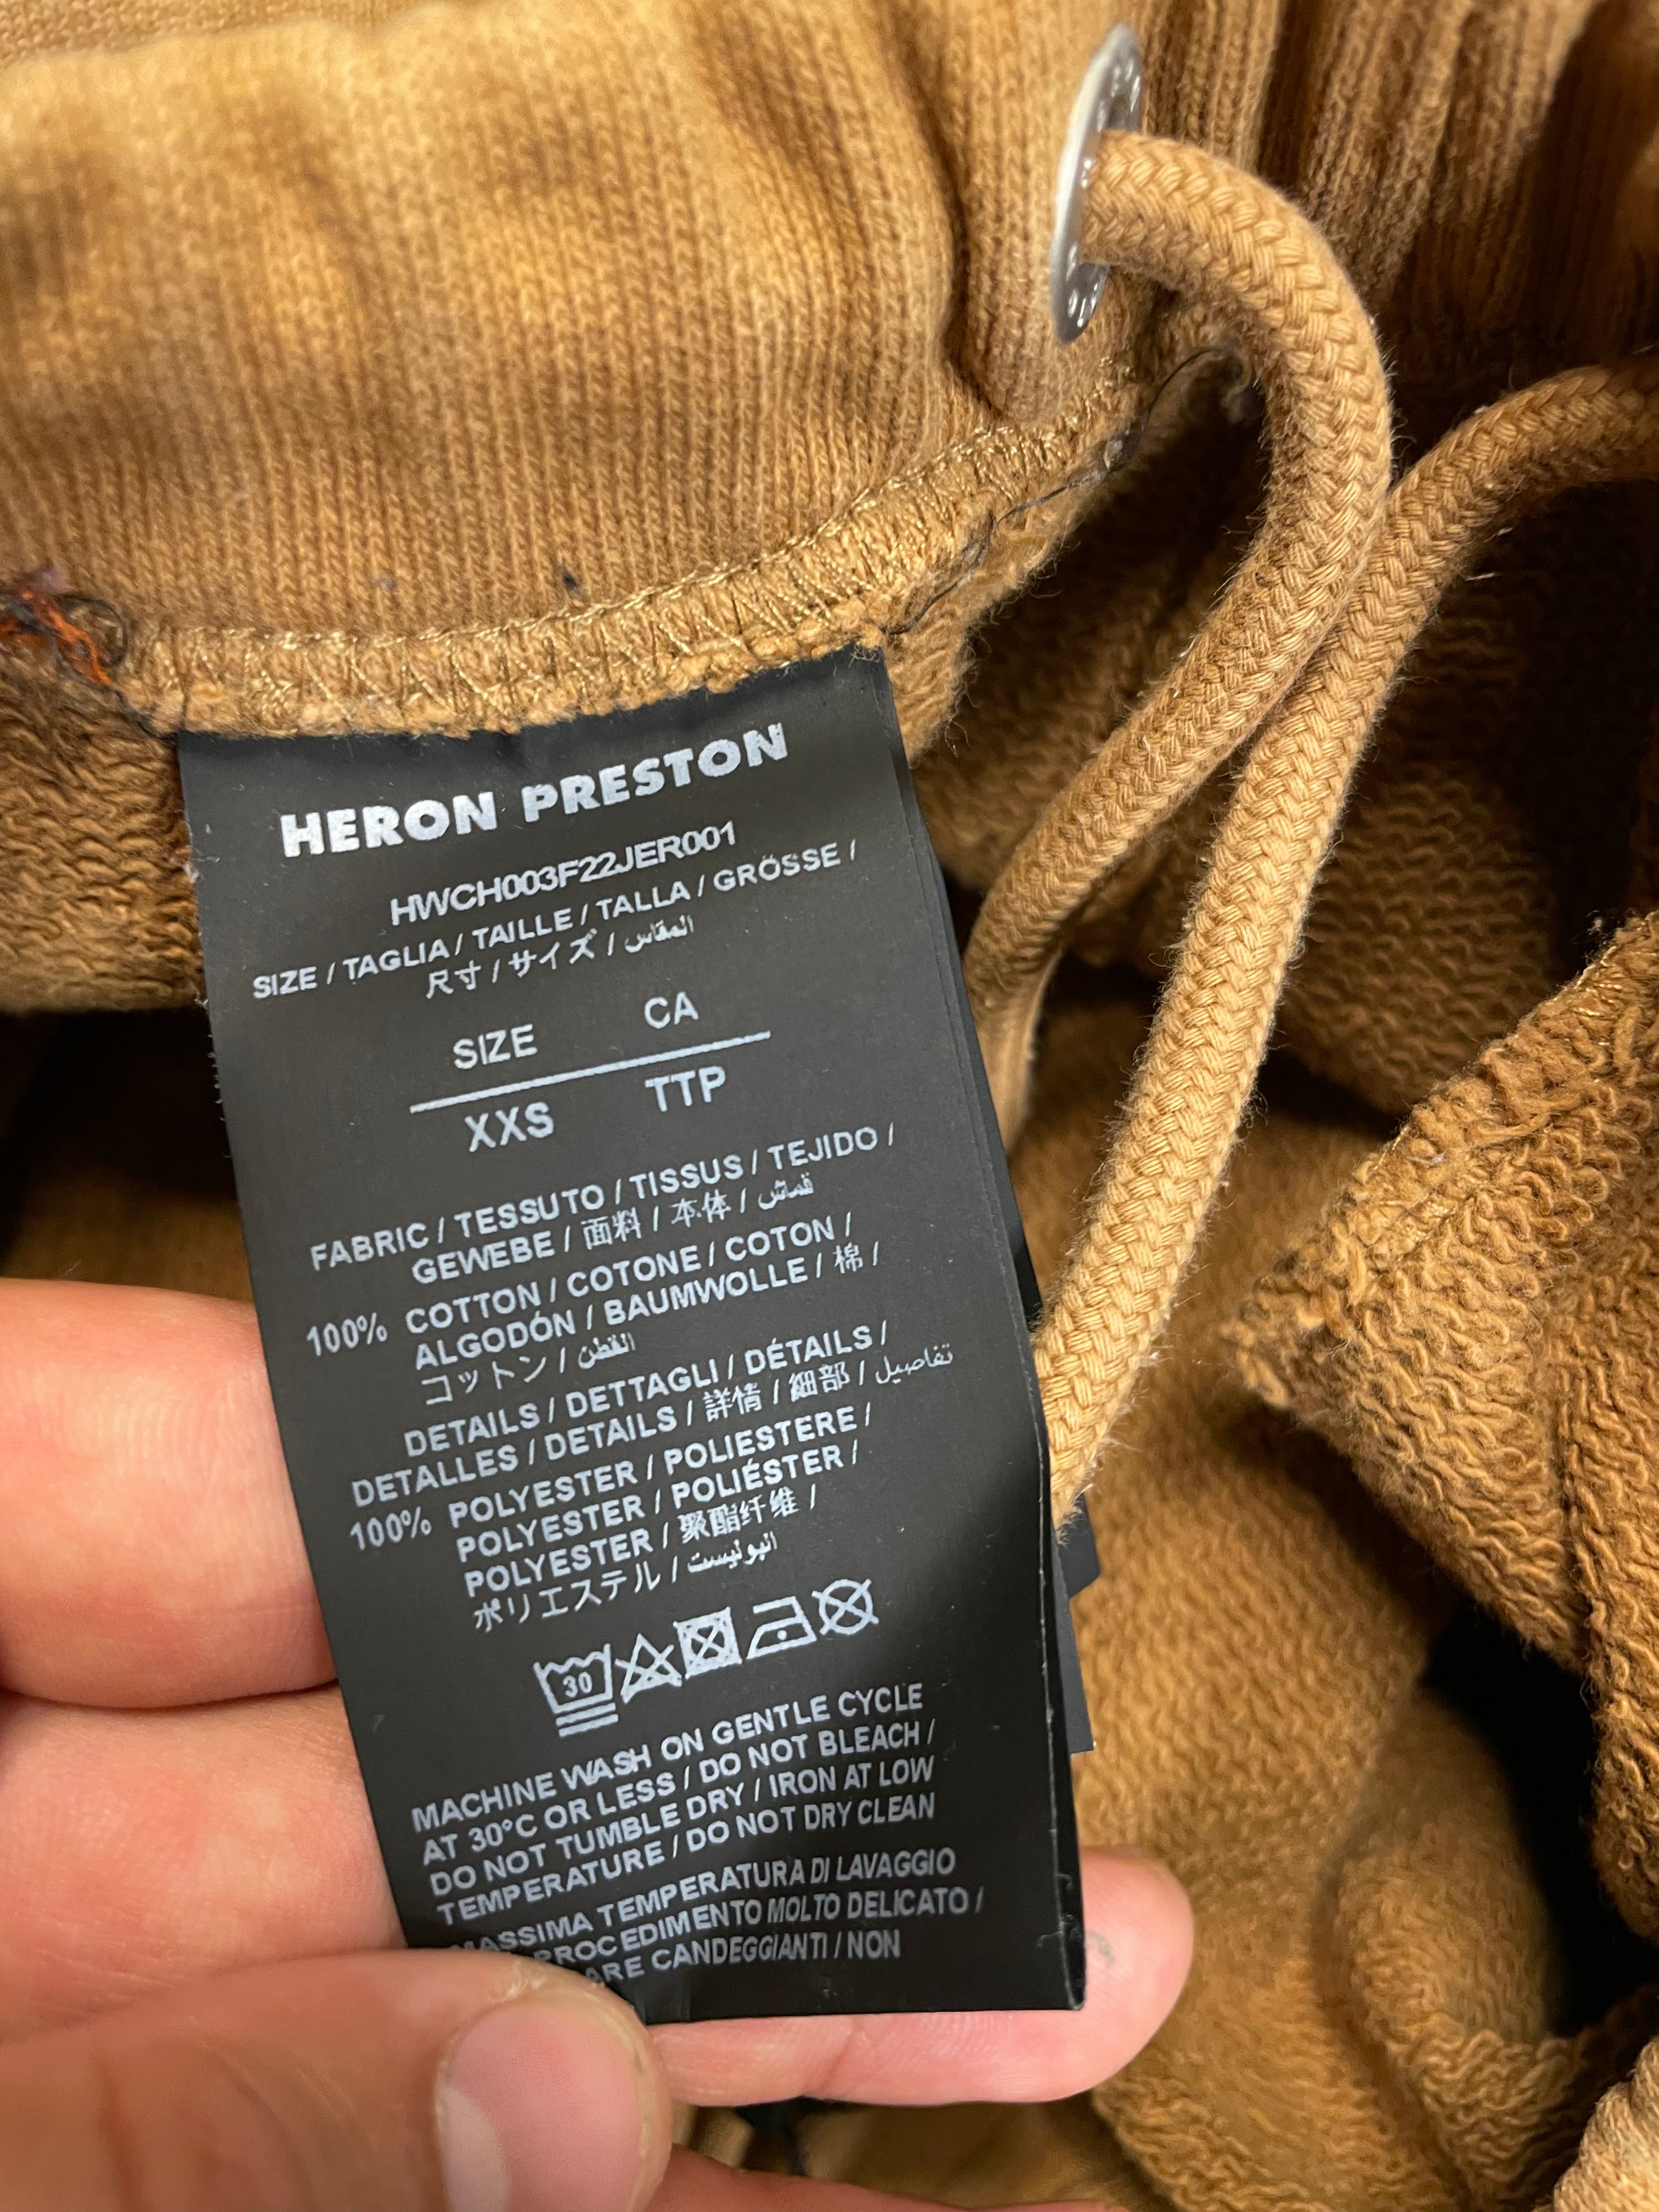 HERON PRESTON
HWCH003F22JER001
SIZE / TAGLIA / TAILLE / TALLA / GRÖSSE /
尺寸 / サイズ / المقاس
SIZE CA
XXS TTP
FABRIC / TESSUTO / TISSUS / TEJIDO /
GEWEBE / 面料 / 本体 / قماش
100% COTTON / COTONE / COTON /
ALGODÓN / BAUMWOLLE / 棉 /
コットン / القطن
DETAILS / DETTAGLI / DÉTAILS /
DETALLES / DETAILS / 詳情 / 細部 / تفاصيل
100% POLYESTER / POLIESTERE /
POLYESTER / POLIÉSTER /
POLYESTER / 聚酯纤维 /
ポリエステル / البوليست
30
MACHINE WASH ON GENTLE CYCLE
AT 30°C OR LESS / DO NOT BLEACH /
DO NOT TUMBLE DRY / IRON AT LOW
TEMPERATURE / DO NOT DRY CLEAN
MASSIMA TEMPERATURA DI LAVAGGIO
PROCEDIMENTO MOLTO DELICATO /
CANDEGGIANTI / NON